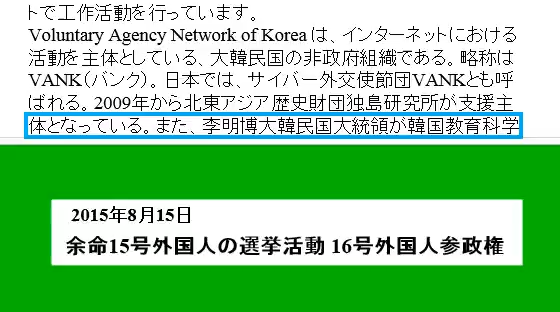 トで工作活動を行っています。
Voluntary Agency Network of Korea は、インターネットにおける
活動を主体としている、大韓民国の非政府組織である。略称は
VANK（バンク）。日本では、サイバー外交使節団VANKとも呼
ばれる。2009年から北東アジア歴史財団独島研究所が支援主
体となっている。また、李明博大韓民国大統領が韓国教育科学
2015年8月15日
余命15号外国人の選挙活動 16号外国人参政権